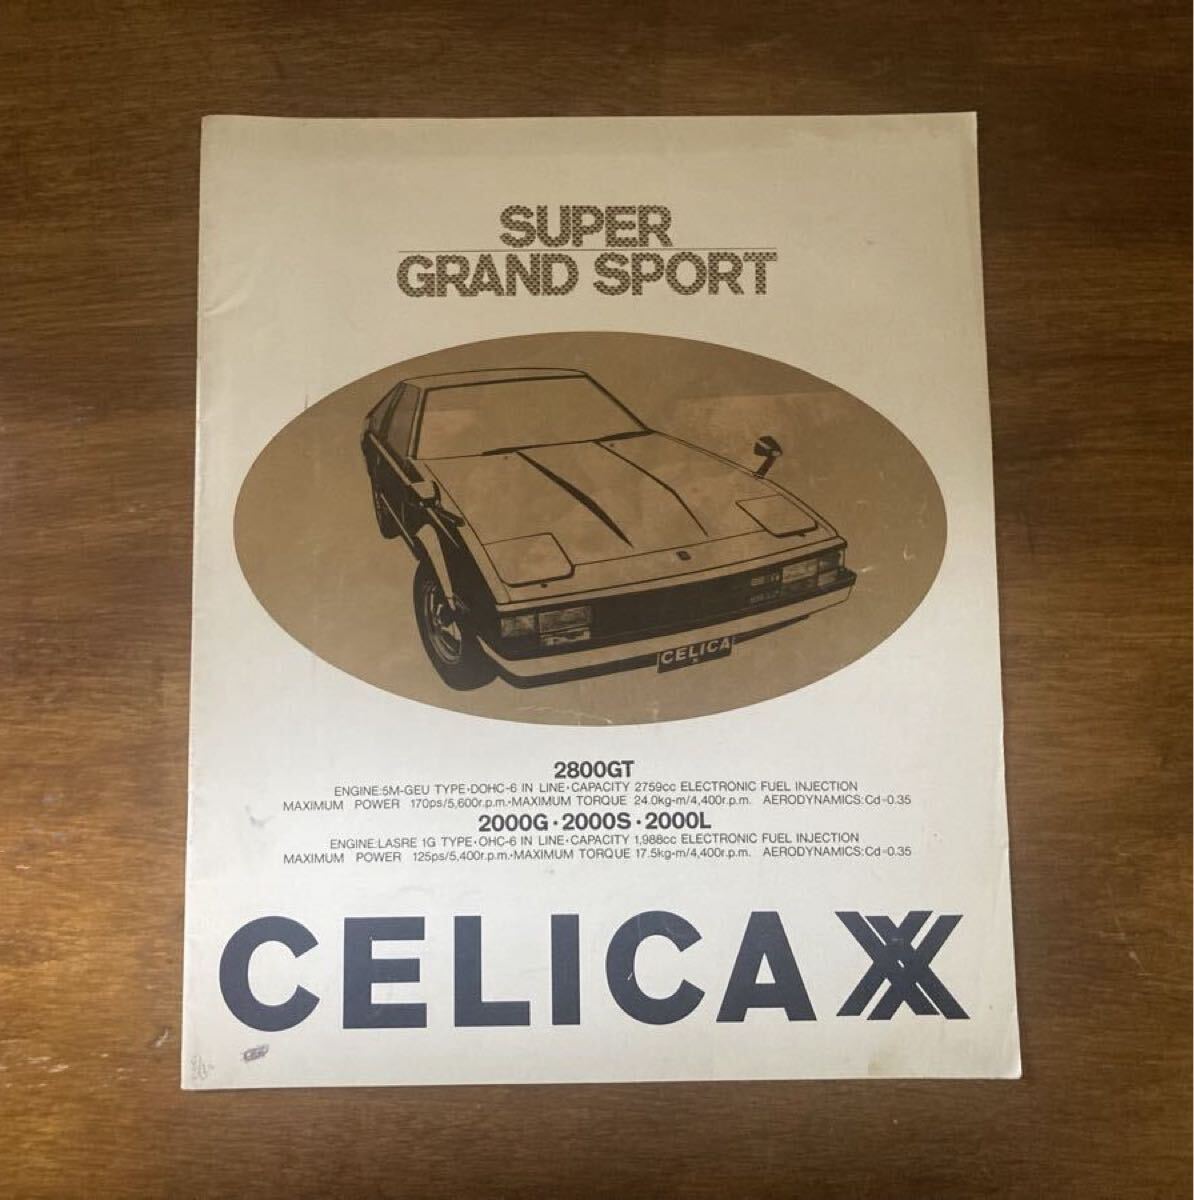 SUPER
GRAND SPORT
CELICA
2800GT
ENGINE:5M-GEU TYPE·DOHC-6 IN LINE·CAPACITY 2759cc ELECTRONIC FUEL INJECTION
MAXIMUM POWER 170ps/5,600r.p.m.·MAXIMUM TORQUE 24.0kg-m/4,400r.p.m. AERODYNAMICS:Cd=0.35
2000G·2000S·2000L
ENGINE:LASRE 1G TYPE·OHC-6 IN LINE·CAPACITY 1,988cc ELECTRONIC FUEL INJECTION
MAXIMUM POWER 125ps/5,400r.p.m.·MAXIMUM TORQUE 17.5kg-m/4,400r.p.m. AERODYNAMICS:Cd=0.35
CELICA XX